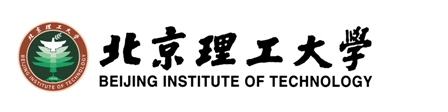 北京理工大學
BEIJING INSTITUTE OF TECHNOLOGY